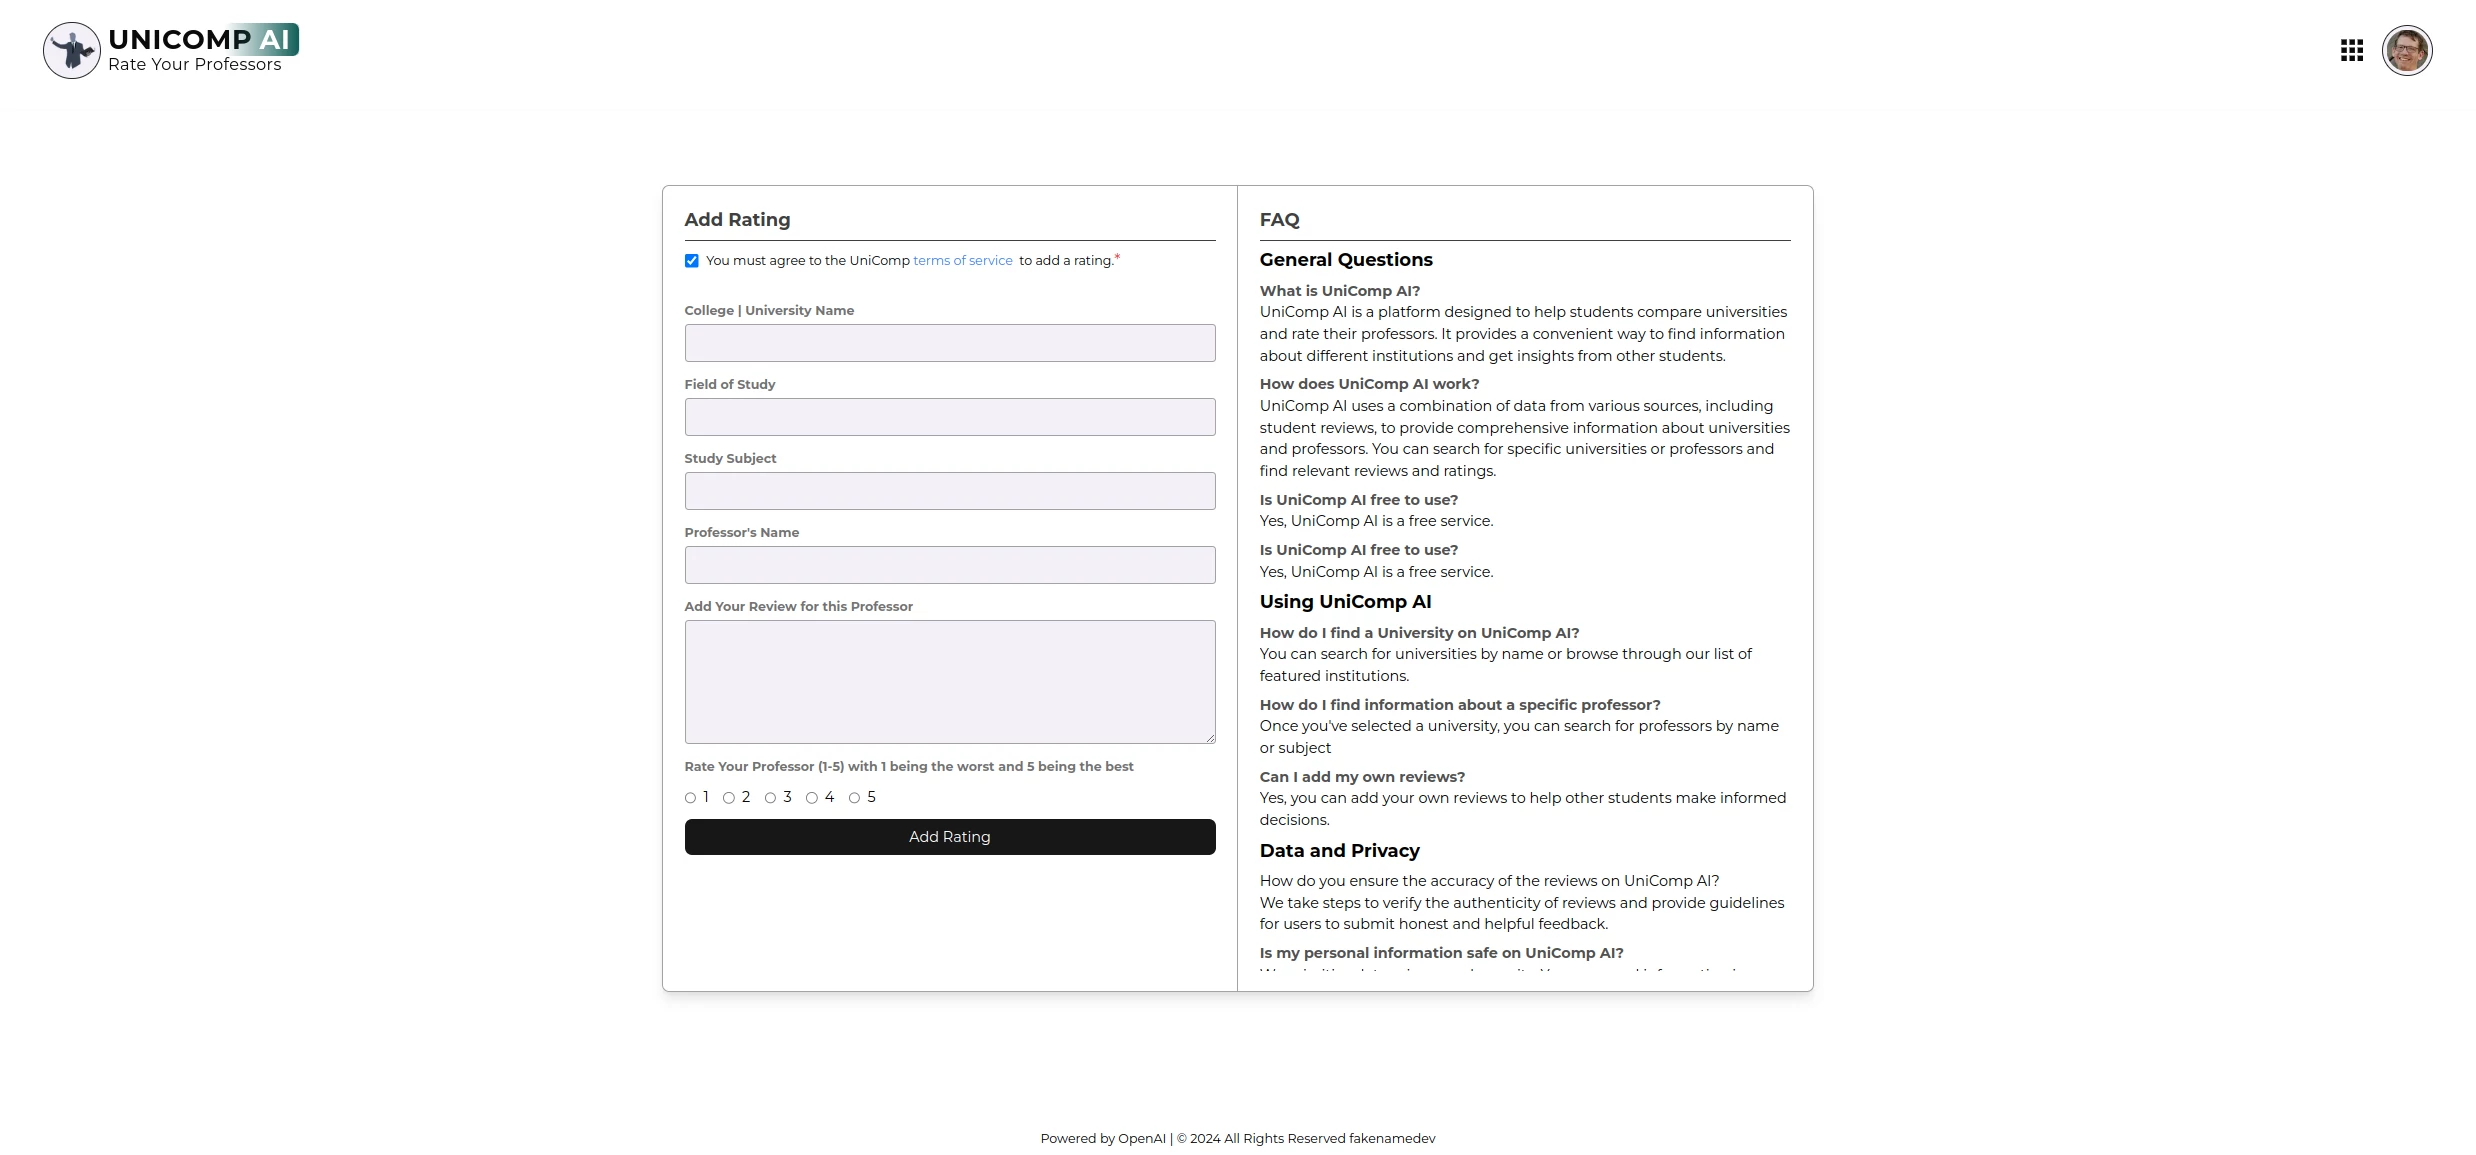 UNICOMP AI
Rate Your Professors
Add Rating
You must agree to the UniComp terms of service to add a rating.*
College | University Name
Field of Study
Study Subject
Professor's Name
Add Your Review for this Professor
Rate Your Professor (1-5) with 1 being the worst and 5 being the best
1 2 3 4 5
Add Rating
FAQ
General Questions
What is UniComp AI?
UniComp AI is a platform designed to help students compare universities
and rate their professors. It provides a convenient way to find information
about different institutions and get insights from other students.
How does UniComp AI work?
UniComp AI uses a combination of data from various sources, including
student reviews, to provide comprehensive information about universities
and professors. You can search for specific universities or professors and
find relevant reviews and ratings.
Is UniComp AI free to use?
Yes, UniComp AI is a free service.
Is UniComp AI free to use?
Yes, UniComp AI is a free service.
Using UniComp AI
How do I find a University on UniComp AI?
You can search for universities by name or browse through our list of
featured institutions.
How do I find information about a specific professor?
Once you've selected a university, you can search for professors by name
or subject
Can I add my own reviews?
Yes, you can add your own reviews to help other students make informed
decisions.
Data and Privacy
How do you ensure the accuracy of the reviews on UniComp AI?
We take steps to verify the authenticity of reviews and provide guidelines
for users to submit honest and helpful feedback.
Is my personal information safe on UniComp AI?
Powered by OpenAI | © 2024 All Rights Reserved fakenamedev